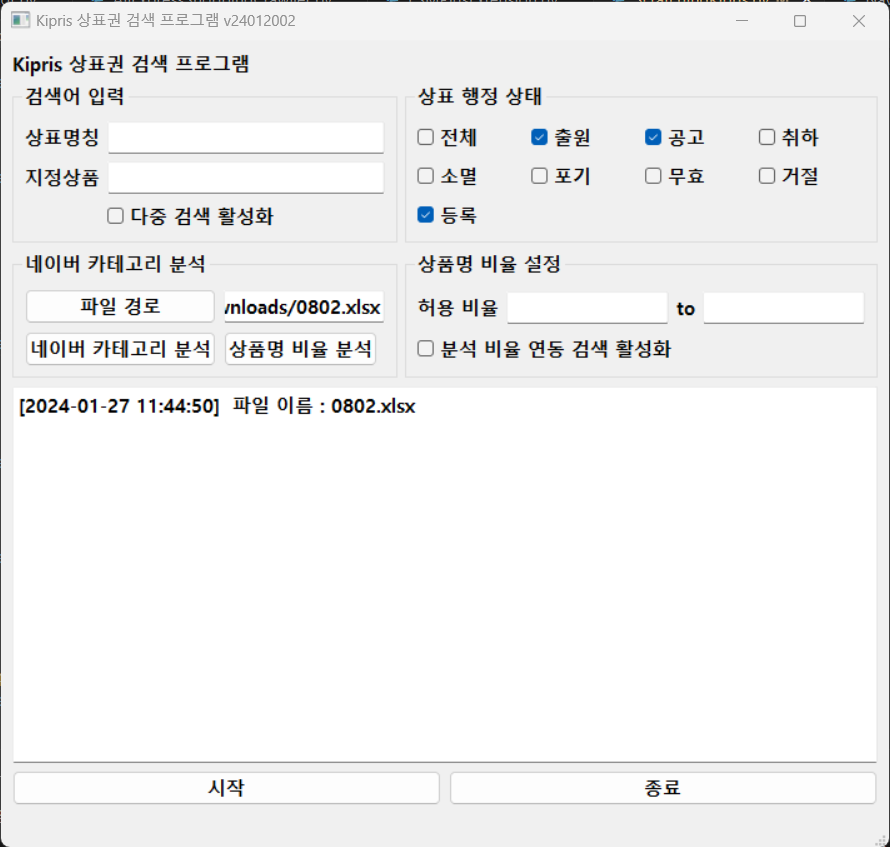 Kipris 상표권 검색 프로그램 v24012002
Kipris 상표권 검색 프로그램
검색어 입력
상표명칭
지정상품
다중 검색 활성화
상표 행정 상태
전체 출원 공고 취하
소멸 포기 무효 거절
등록
네이버 카테고리 분석
파일 경로 /0802.xlsx
네이버 카테고리 분석 상품명 비율 분석
상품명 비율 설정
허용 비율 to
분석 비율 연동 검색 활성화
[2024-01-27 11:44:50] 파일 이름 : 0802.xlsx
시작 종료